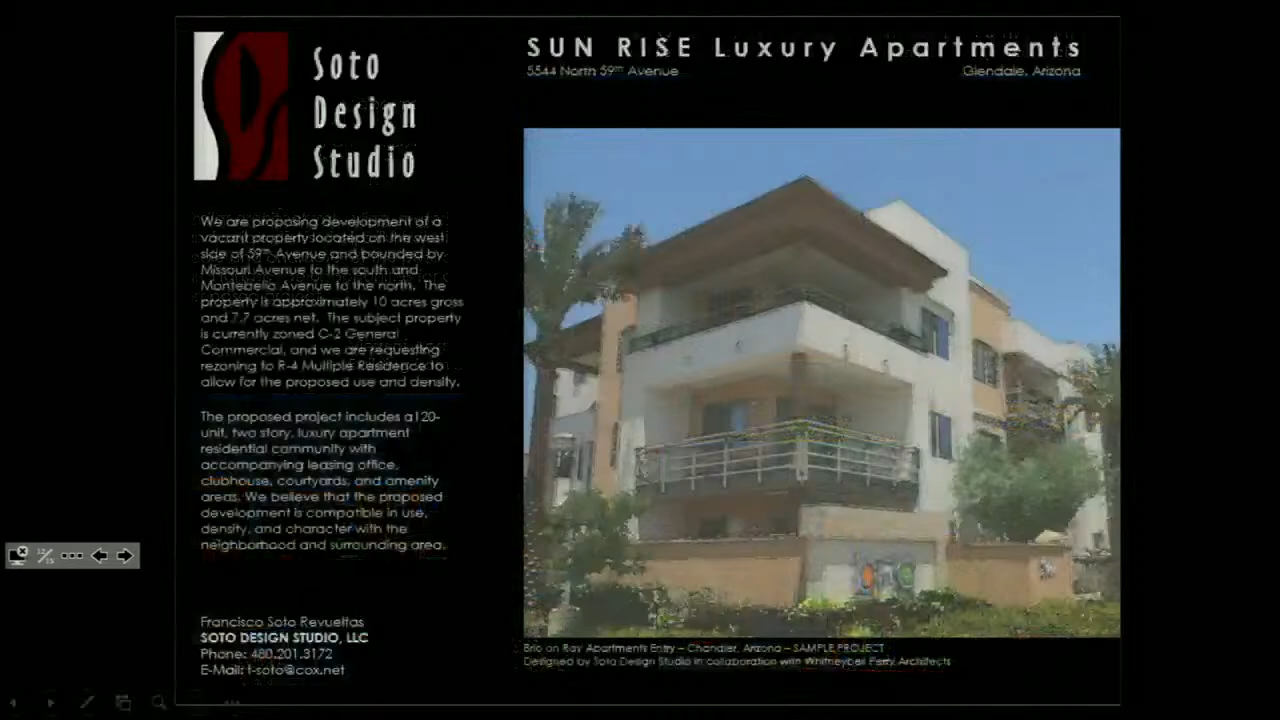 Soto
Design
Studio
SUN RISE Luxury Apartments
5544 North 59th Avenue
Glendale, Arizona
We are proposing development of a
vacant property located on the west
side of 59th Avenue and bounded by
Missouri Avenue to the south and
Montebello Avenue to the north. The
property is approximately 10 acres gross
and 7.7 acres net. The subject property
is currently zoned C-2 General
Commercial, and we are requesting
rezoning to R-4 Multiple Residence to
allow for the proposed use and density.
The proposed project includes a120-
unit, two story, luxury apartment
residential community with
accompanying leasing office,
clubhouse, courtyards, and amenity
areas. We believe that the proposed
development is compatible in use,
density, and character with the
neighborhood and surrounding area.
Francisco Soto Revueltas
SOTO DESIGN STUDIO, LLC
Phone: 480.201.3172
E-Mail: f-soto@cox.net
Brio on Ray Apartments Entry – Chandler, Arizona – SAMPLE PROJECT
Designed by Soto Design Studio in collaboration with Whitneybell Perry Architects